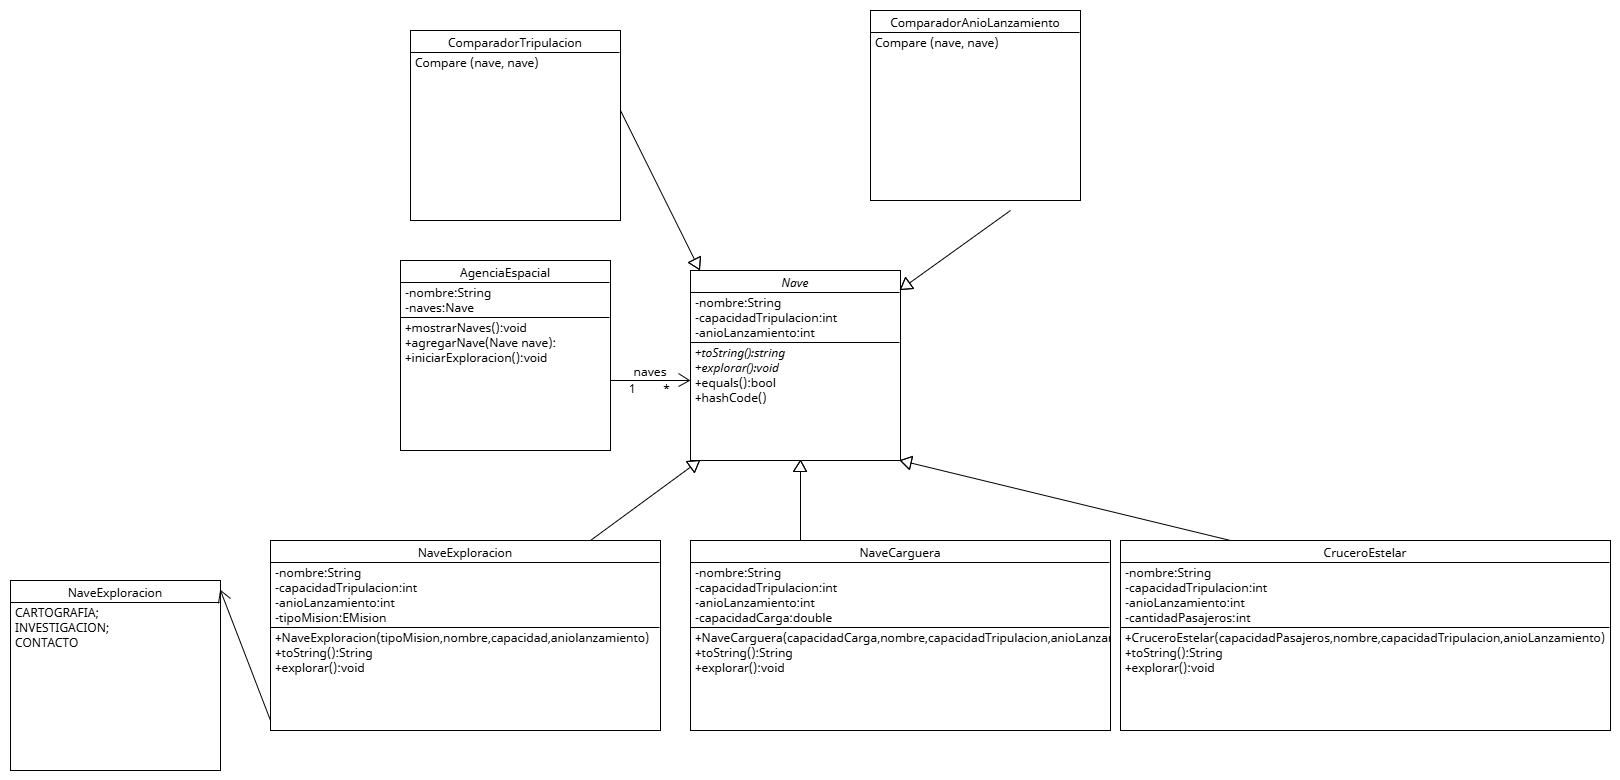 ComparadorTripulacion
Compare (nave, nave)
ComparadorAnioLanzamiento
Compare (nave, nave)
AgenciaEspacial
-nombre:String
-naves:Nave
+mostrarNaves():void
+agregarNave(Nave nave):
+iniciarExploracion():void
naves
1 *
Nave
-nombre:String
-capacidadTripulacion:int
-anioLanzamiento:int
+toString():string
+explorar():void
+equals():bool
+hashCode()
NaveExploracion
CARTOGRAFIA;
INVESTIGACION;
CONTACTO
NaveExploracion
-nombre:String
-capacidadTripulacion:int
-anioLanzamiento:int
-tipoMision:EMision
+NaveExploracion(tipoMision,nombre,capacidad,aniolanzamiento)
+toString():String
+explorar():void
NaveCarguera
-nombre:String
-capacidadTripulacion:int
-anioLanzamiento:int
-capacidadCarga:double
+NaveCarguera(capacidadCarga,nombre,capacidadTripulacion,anioLanzar
+toString():String
+explorar():void
CruceroEstelar
-nombre:String
-capacidadTripulacion:int
-anioLanzamiento:int
-cantidadPasajeros:int
+CruceroEstelar(capacidadPasajeros,nombre,capacidadTripulacion,anioLanzamiento)
+toString():String
+explorar():void